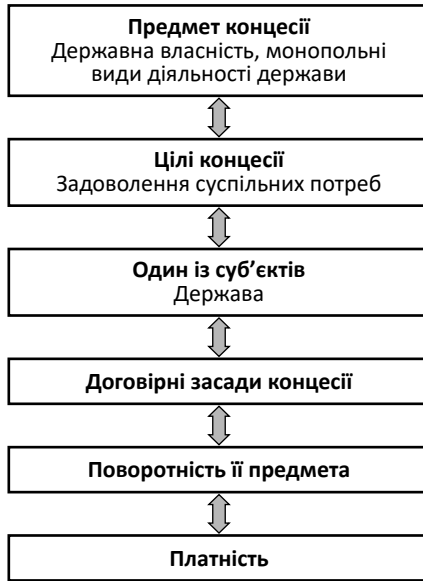 Предмет концесії
Державна власність, монопольні
види діяльності держави
Цілі концесії
Задоволення суспільних потреб
Один із суб’єктів
Держава
Договірні засади концесії
Поворотність її предмета
Платність